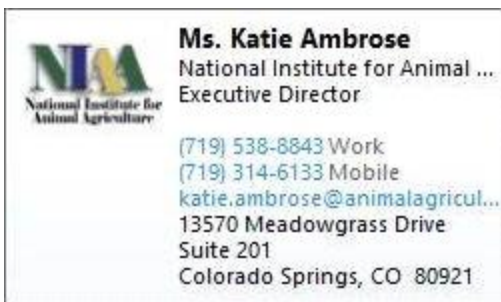 NIAA
National Institute for
Animal Agriculture
Ms. Katie Ambrose
National Institute for Animal ...
Executive Director
(719) 538-8843 Work
(719) 314-6133 Mobile
katie.ambrose@animalagricul...
13570 Meadowgrass Drive
Suite 201
Colorado Springs, CO 80921